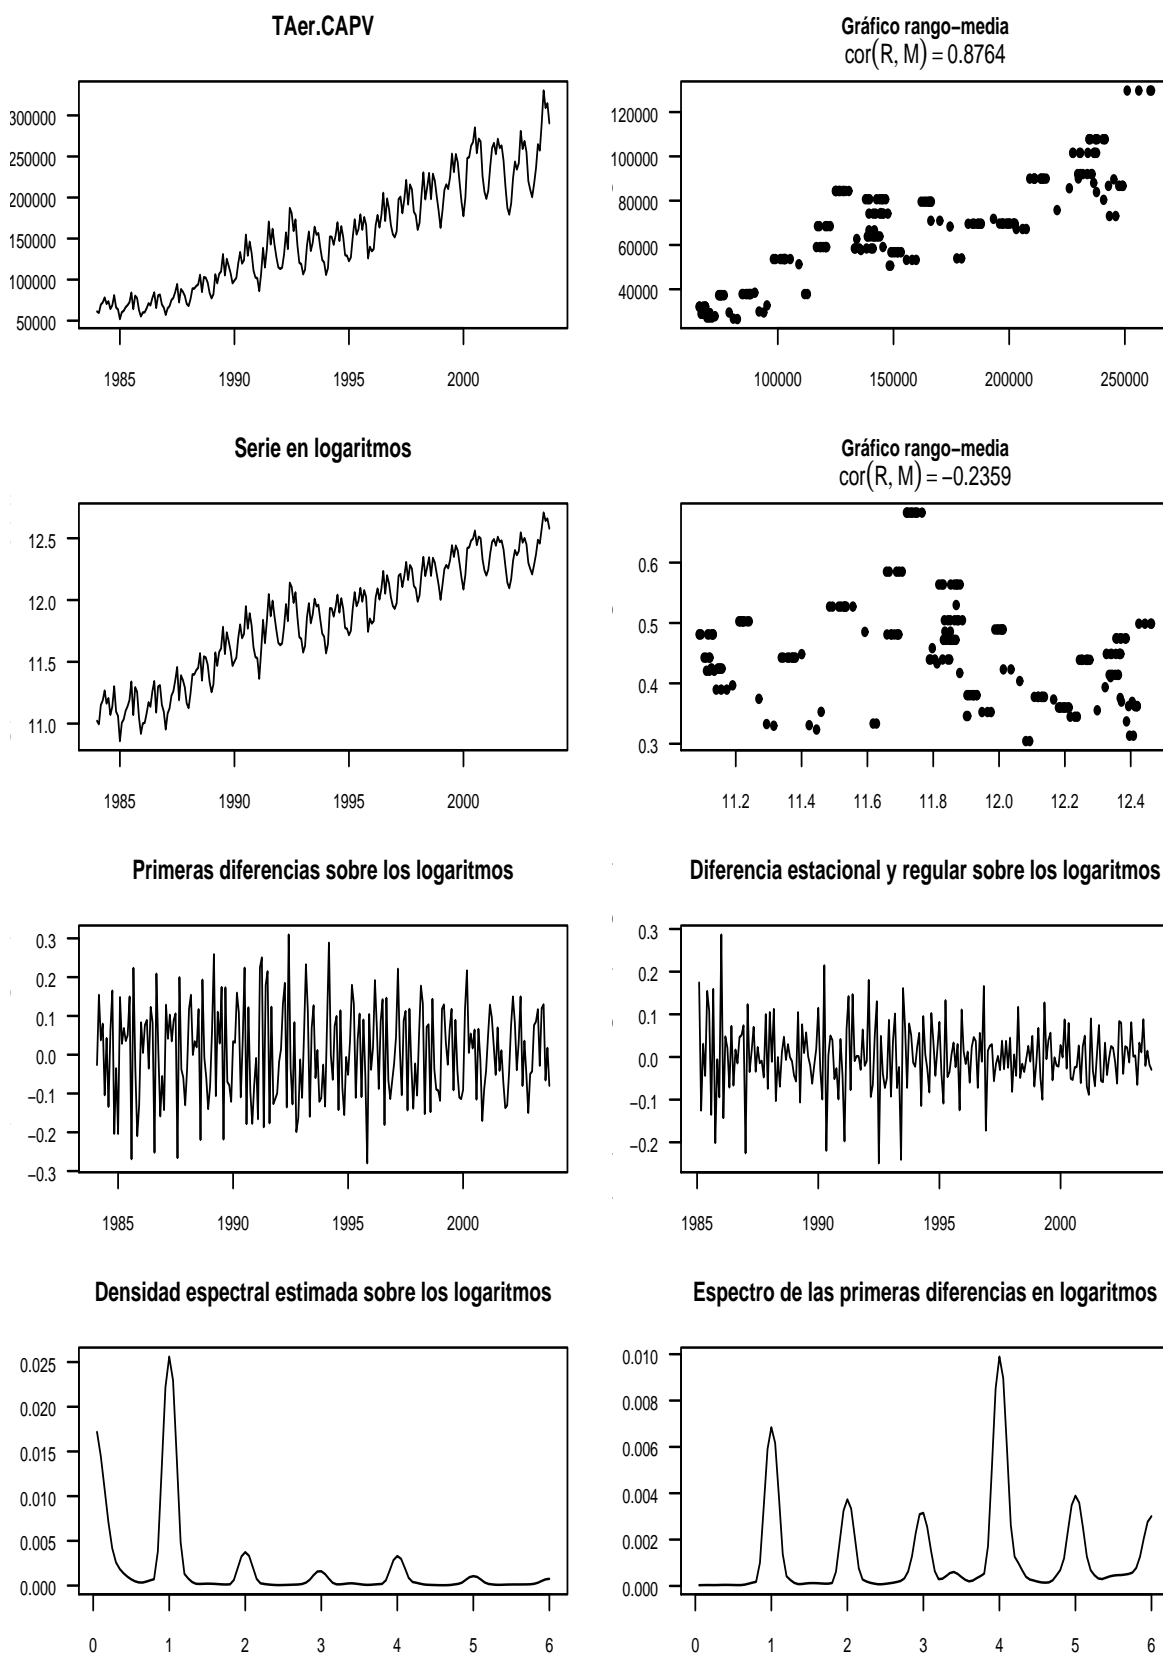 TAer.CAPV
Gráfico rango−media
cor(R, M) = 0.8764
300000
250000
200000
150000
100000
50000
1985 1990 1995 2000
120000
100000
80000
60000
40000
100000 150000 200000 250000
Serie en logaritmos
Gráfico rango−media
cor(R, M) = −0.2359
12.5
12.0
11.5
11.0
1985 1990 1995 2000
0.6
0.5
0.4
0.3
11.2 11.4 11.6 11.8 12.0 12.2 12.4
Primeras diferencias sobre los logaritmos
Diferencia estacional y regular sobre los logaritmos
0.3
0.2
0.1
0.0
−0.1
−0.2
−0.3
1985 1990 1995 2000
0.3
0.2
0.1
0.0
−0.1
−0.2
1985 1990 1995 2000
Densidad espectral estimada sobre los logaritmos
Espectro de las primeras diferencias en logaritmos
0.025
0.020
0.015
0.010
0.005
0.000
0 1 2 3 4 5 6
0.010
0.008
0.006
0.004
0.002
0.000
0 1 2 3 4 5 6